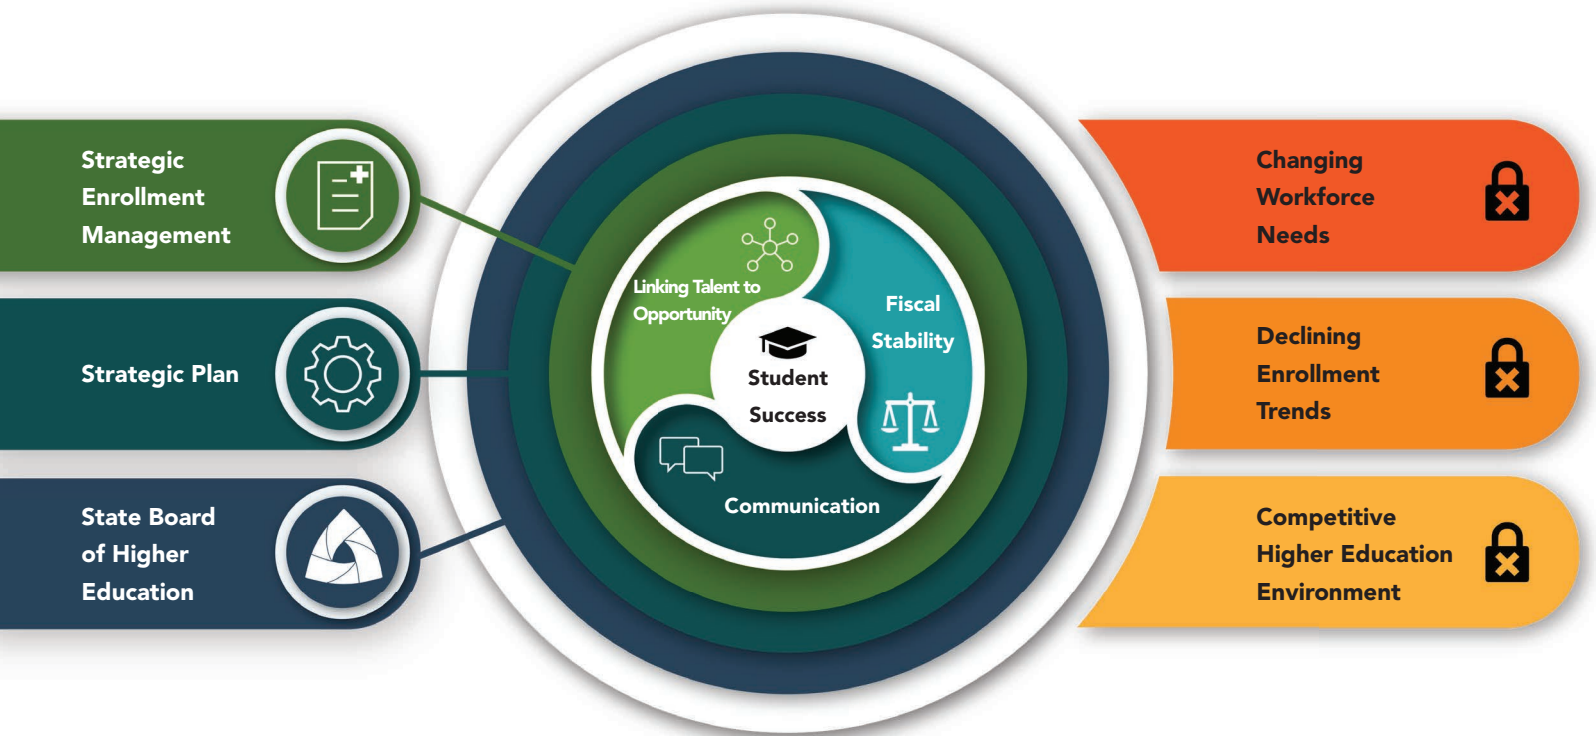 Strategic
Enrollment
Management
Strategic Plan
State Board
of Higher
Education
Linking Talent to
Opportunity
Fiscal
Stability
Student
Success
Communication
Changing
Workforce
Needs
Declining
Enrollment
Trends
Competitive
Higher Education
Environment